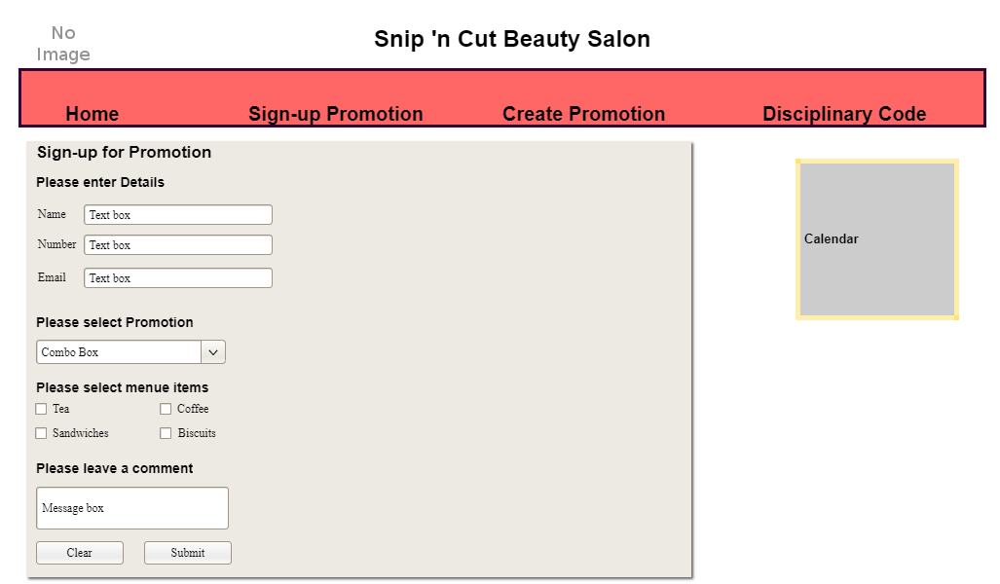 No
Image
Snip 'n Cut Beauty Salon
Home Sign-up Promotion Create Promotion Disciplinary Code
Sign-up for Promotion
Please enter Details
Name Text box
Number Text box
Email Text box
Calendar
Please select Promotion
Combo Box
Please select menue items
Tea Coffee
Sandwiches Biscuits
Please leave a comment
Message box
Clear Submit